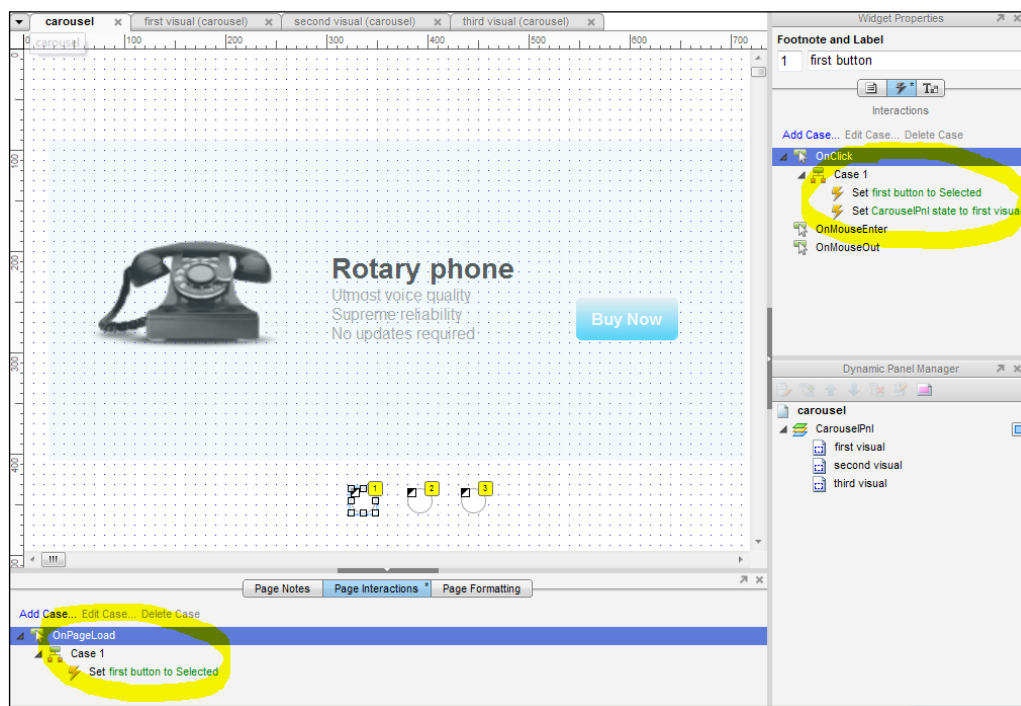 carousel × first visual (carousel) × second visual (carousel) × third visual (carousel) ×
carousel
0 100 200 300 400 500 600 700
0
100
200
300
400
Rotary phone
Utmost voice quality
Supreme reliability
No updates required
Buy Now
1 2 3
Page Notes Page Interactions * Page Formatting
Add Case... Edit Case... Delete Case
OnPageLoad
Case 1
Set first button to Selected
Widget Properties
Footnote and Label
1 first button
Interactions
Add Case... Edit Case... Delete Case
OnClick
Case 1
Set first button to Selected
Set CarouselPnl state to first visual
OnMouseEnter
OnMouseOut
Dynamic Panel Manager
carousel
CarouselPnl
first visual
second visual
third visual